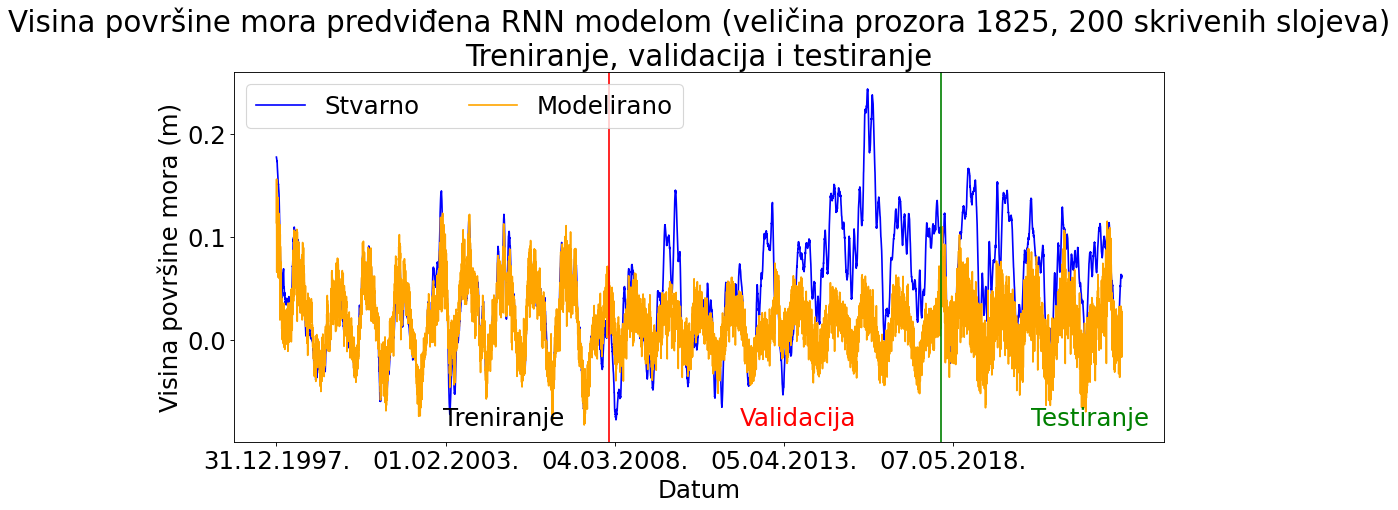 Visina površine mora predviđena RNN modelom (veličina prozora 1825, 200 skrivenih slojeva)
Treniranje, validacija i testiranje
Stvarno
Modelirano
Visina površine mora (m)
0.2
0.1
0.0
Treniranje
Validacija
Testiranje
31.12.1997.
01.02.2003.
04.03.2008.
05.04.2013.
07.05.2018.
Datum